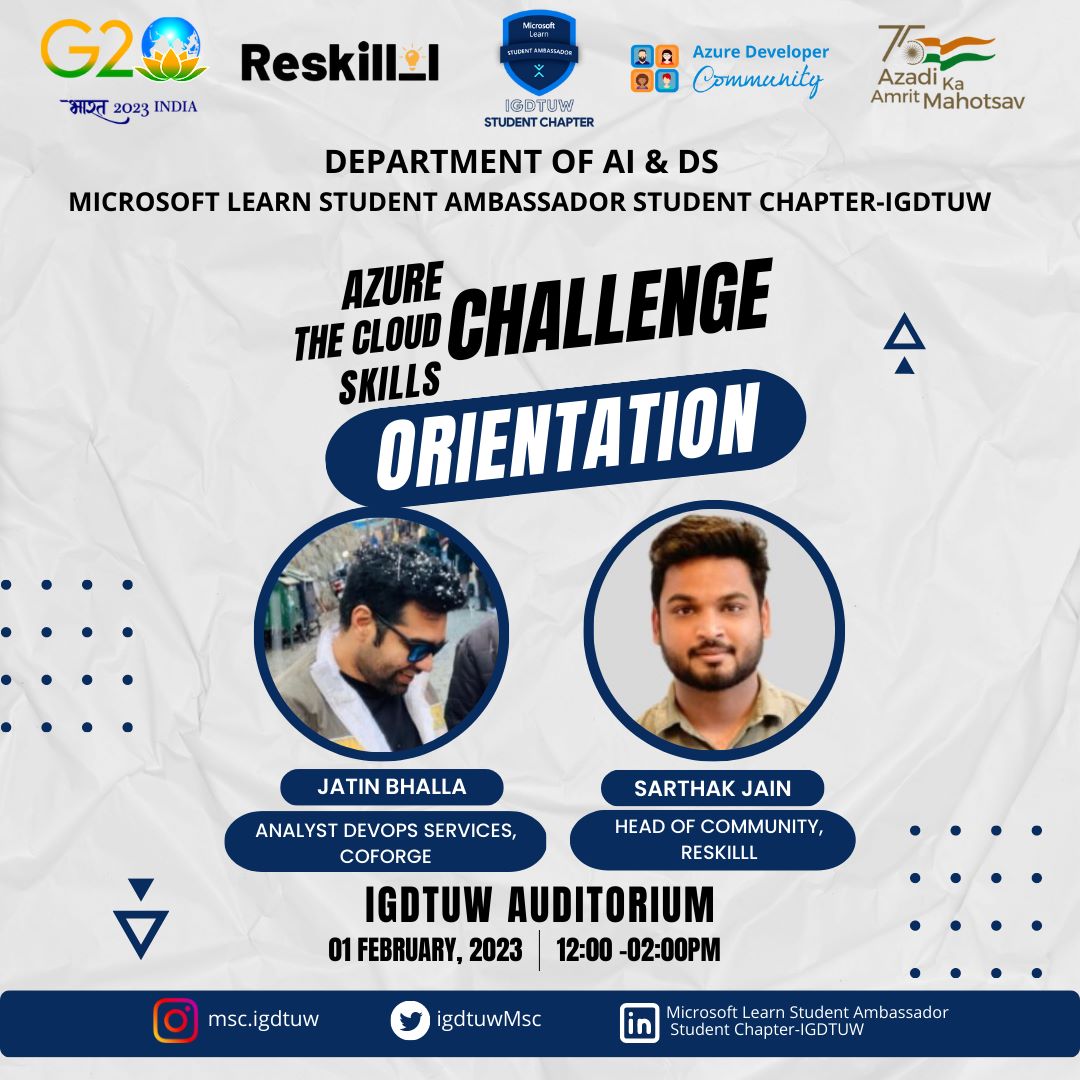 G20
भारत 2023 INDIA
Reskilll
Microsoft
Learn
STUDENT AMBASSADOR
IGDTUW
STUDENT CHAPTER
Azure Developer
Community
75
Azadi Ka
Amrit Mahotsav
DEPARTMENT OF AI & DS
MICROSOFT LEARN STUDENT AMBASSADOR STUDENT CHAPTER-IGDTUW
AZURE
THE CLOUD
SKILLS
CHALLENGE
ORIENTATION
JATIN BHALLA
ANALYST DEVOPS SERVICES,
COFORGE
SARTHAK JAIN
HEAD OF COMMUNITY,
RESKILLL
IGDTUW AUDITORIUM
01 FEBRUARY, 2023 | 12:00 -02:00PM
msc.igdtuw
igdtuwMsc
in
Microsoft Learn Student Ambassador
Student Chapter-IGDTUW